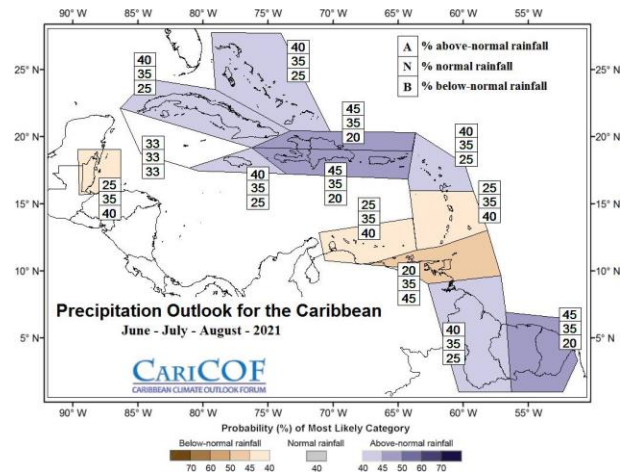 A % above-normal rainfall
N % normal rainfall
B % below-normal rainfall
25° N
20° N
15° N
10° N
5° N
25° N
20° N
15° N
10° N
5° N
40
35
25
40
35
25
45
35
20
33
33
33
40
35
25
25
35
40
40
35
25
45
35
20
25
35
40
25
35
40
20
35
45
40
35
25
45
35
20
Precipitation Outlook for the Caribbean
June - July - August - 2021
CARICOF
CARIBBEAN CLIMATE OUTLOOK FORUM
90° W 85° W 80° W 75° W 70° W 65° W 60° W 55° W
Probability (%) of Most Likely Category
Below-normal rainfall Normal rainfall Above-normal rainfall
70 60 50 45 40 40 40 45 50 60 70